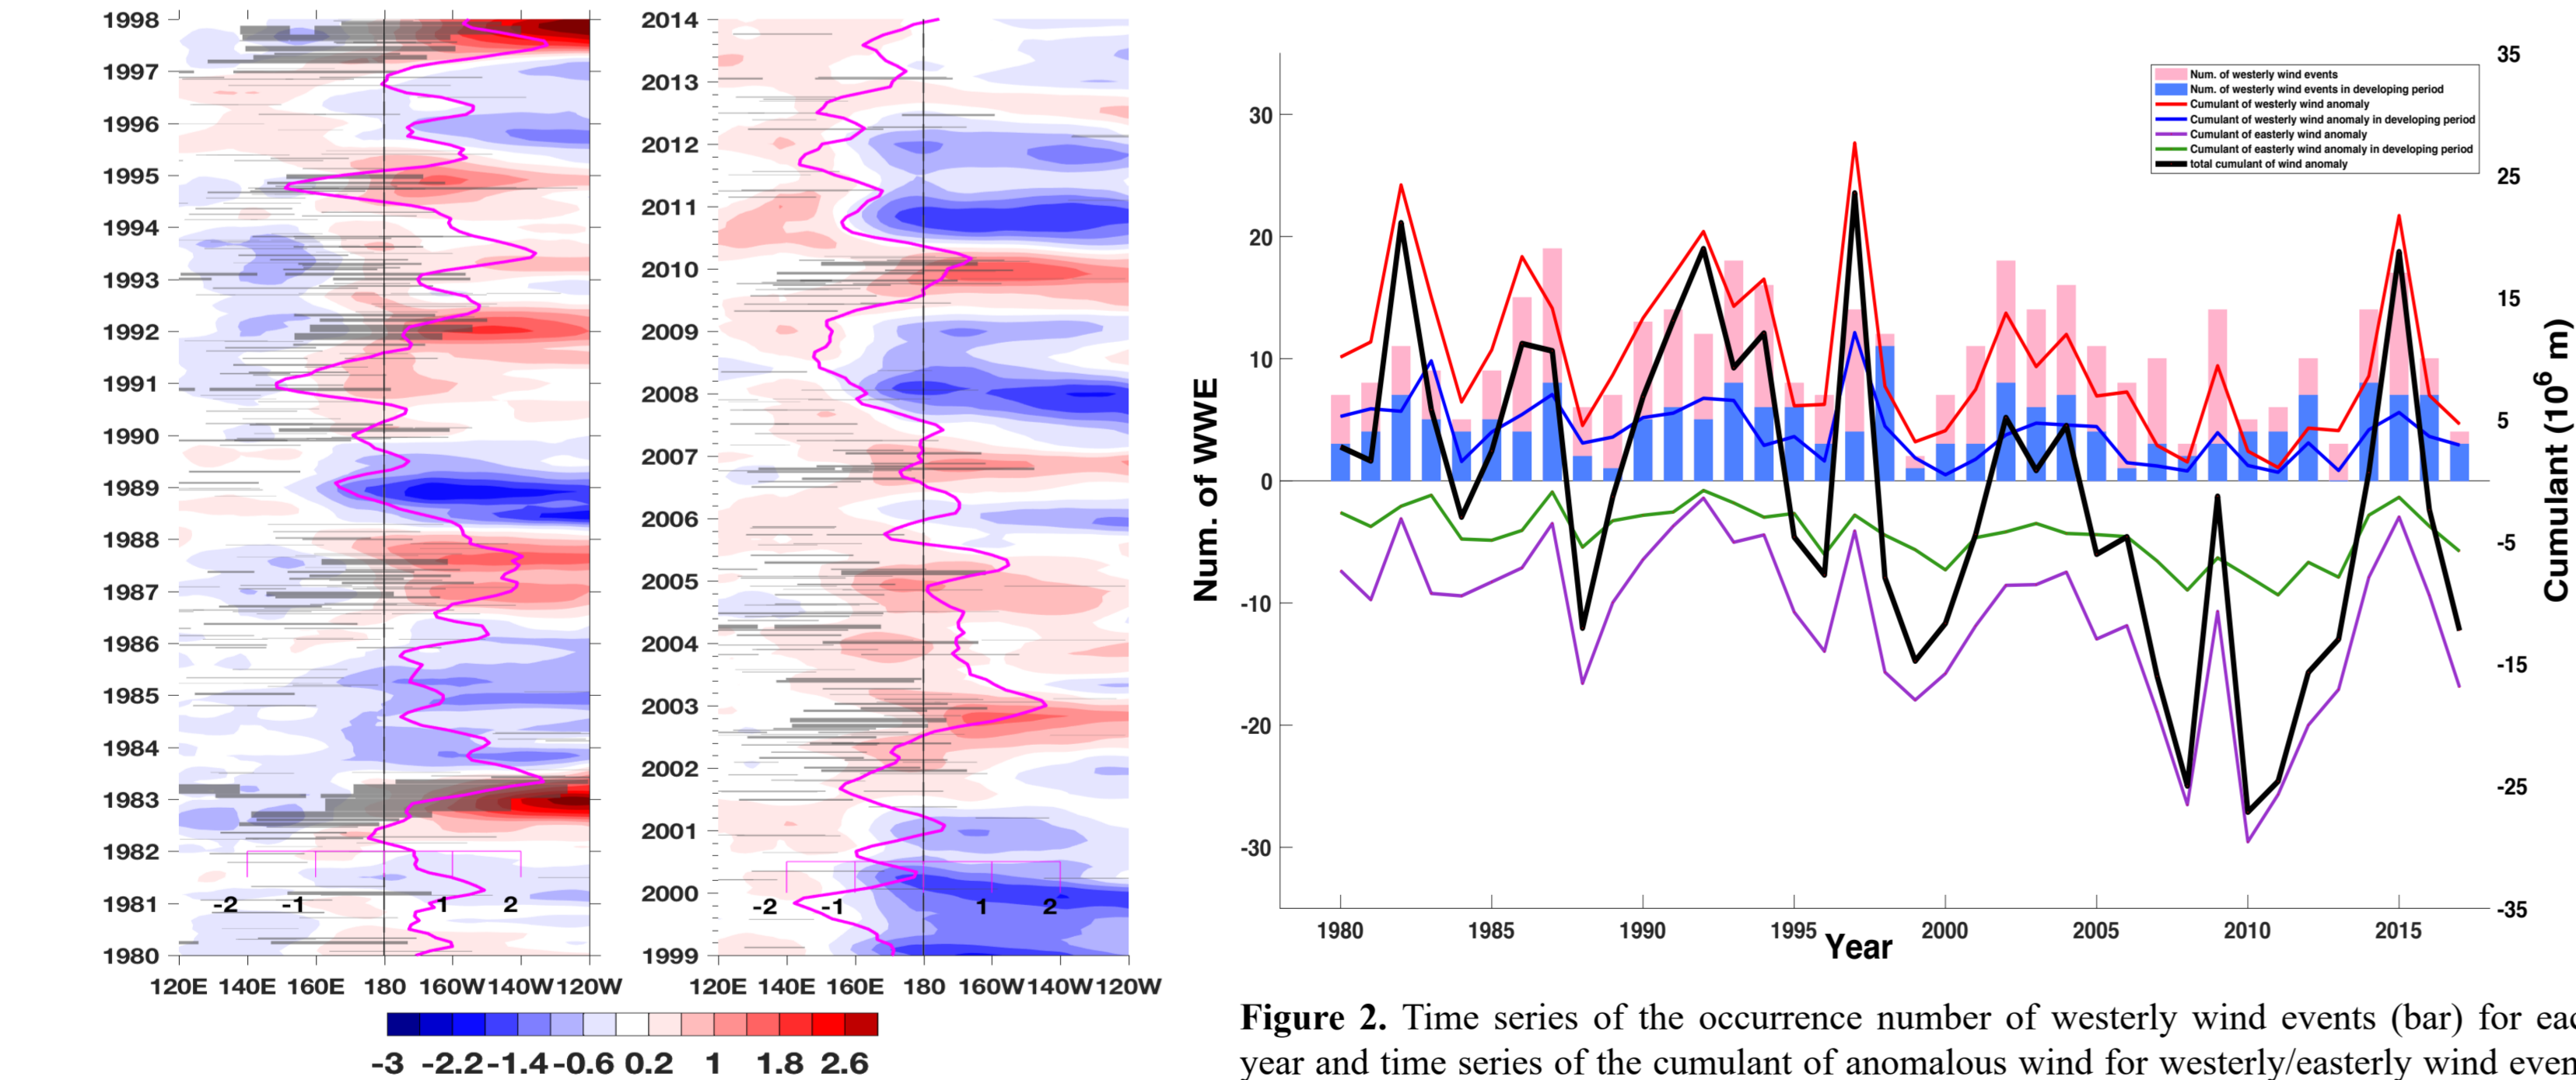 1998
1997
1996
1995
1994
1993
1992
1991
1990
1989
1988
1987
1986
1985
1984
1983
1982
1981
1980
-2 -1 1 2
120E 140E 160E 180 160W 140W 120W
2014
2013
2012
2011
2010
2009
2008
2007
2006
2005
2004
2003
2002
2001
2000
1999
-2 -1 1 2
120E 140E 160E 180 160W 140W 120W
-3 -2.2 -1.4 -0.6 0.2 1 1.8 2.6
Num. of WWE
30
20
10
0
-10
-20
-30
Num. of westerly wind events
Num. of westerly wind events in developing period
Cumulant of westerly wind anomaly
Cumulant of westerly wind anomaly in developing period
Cumulant of easterly wind anomaly
Cumulant of easterly wind anomaly in developing period
total cumulant of wind anomaly
35
25
15
5
-5
-15
-25
-35
Cumulant (10⁶ m)
1980 1985 1990 1995 2000 2005 2010 2015
Year
Figure 2. Time series of the occurrence number of westerly wind events (bar) for
year and time series of the cumulant of anomalous wind for westerly/easterly wind